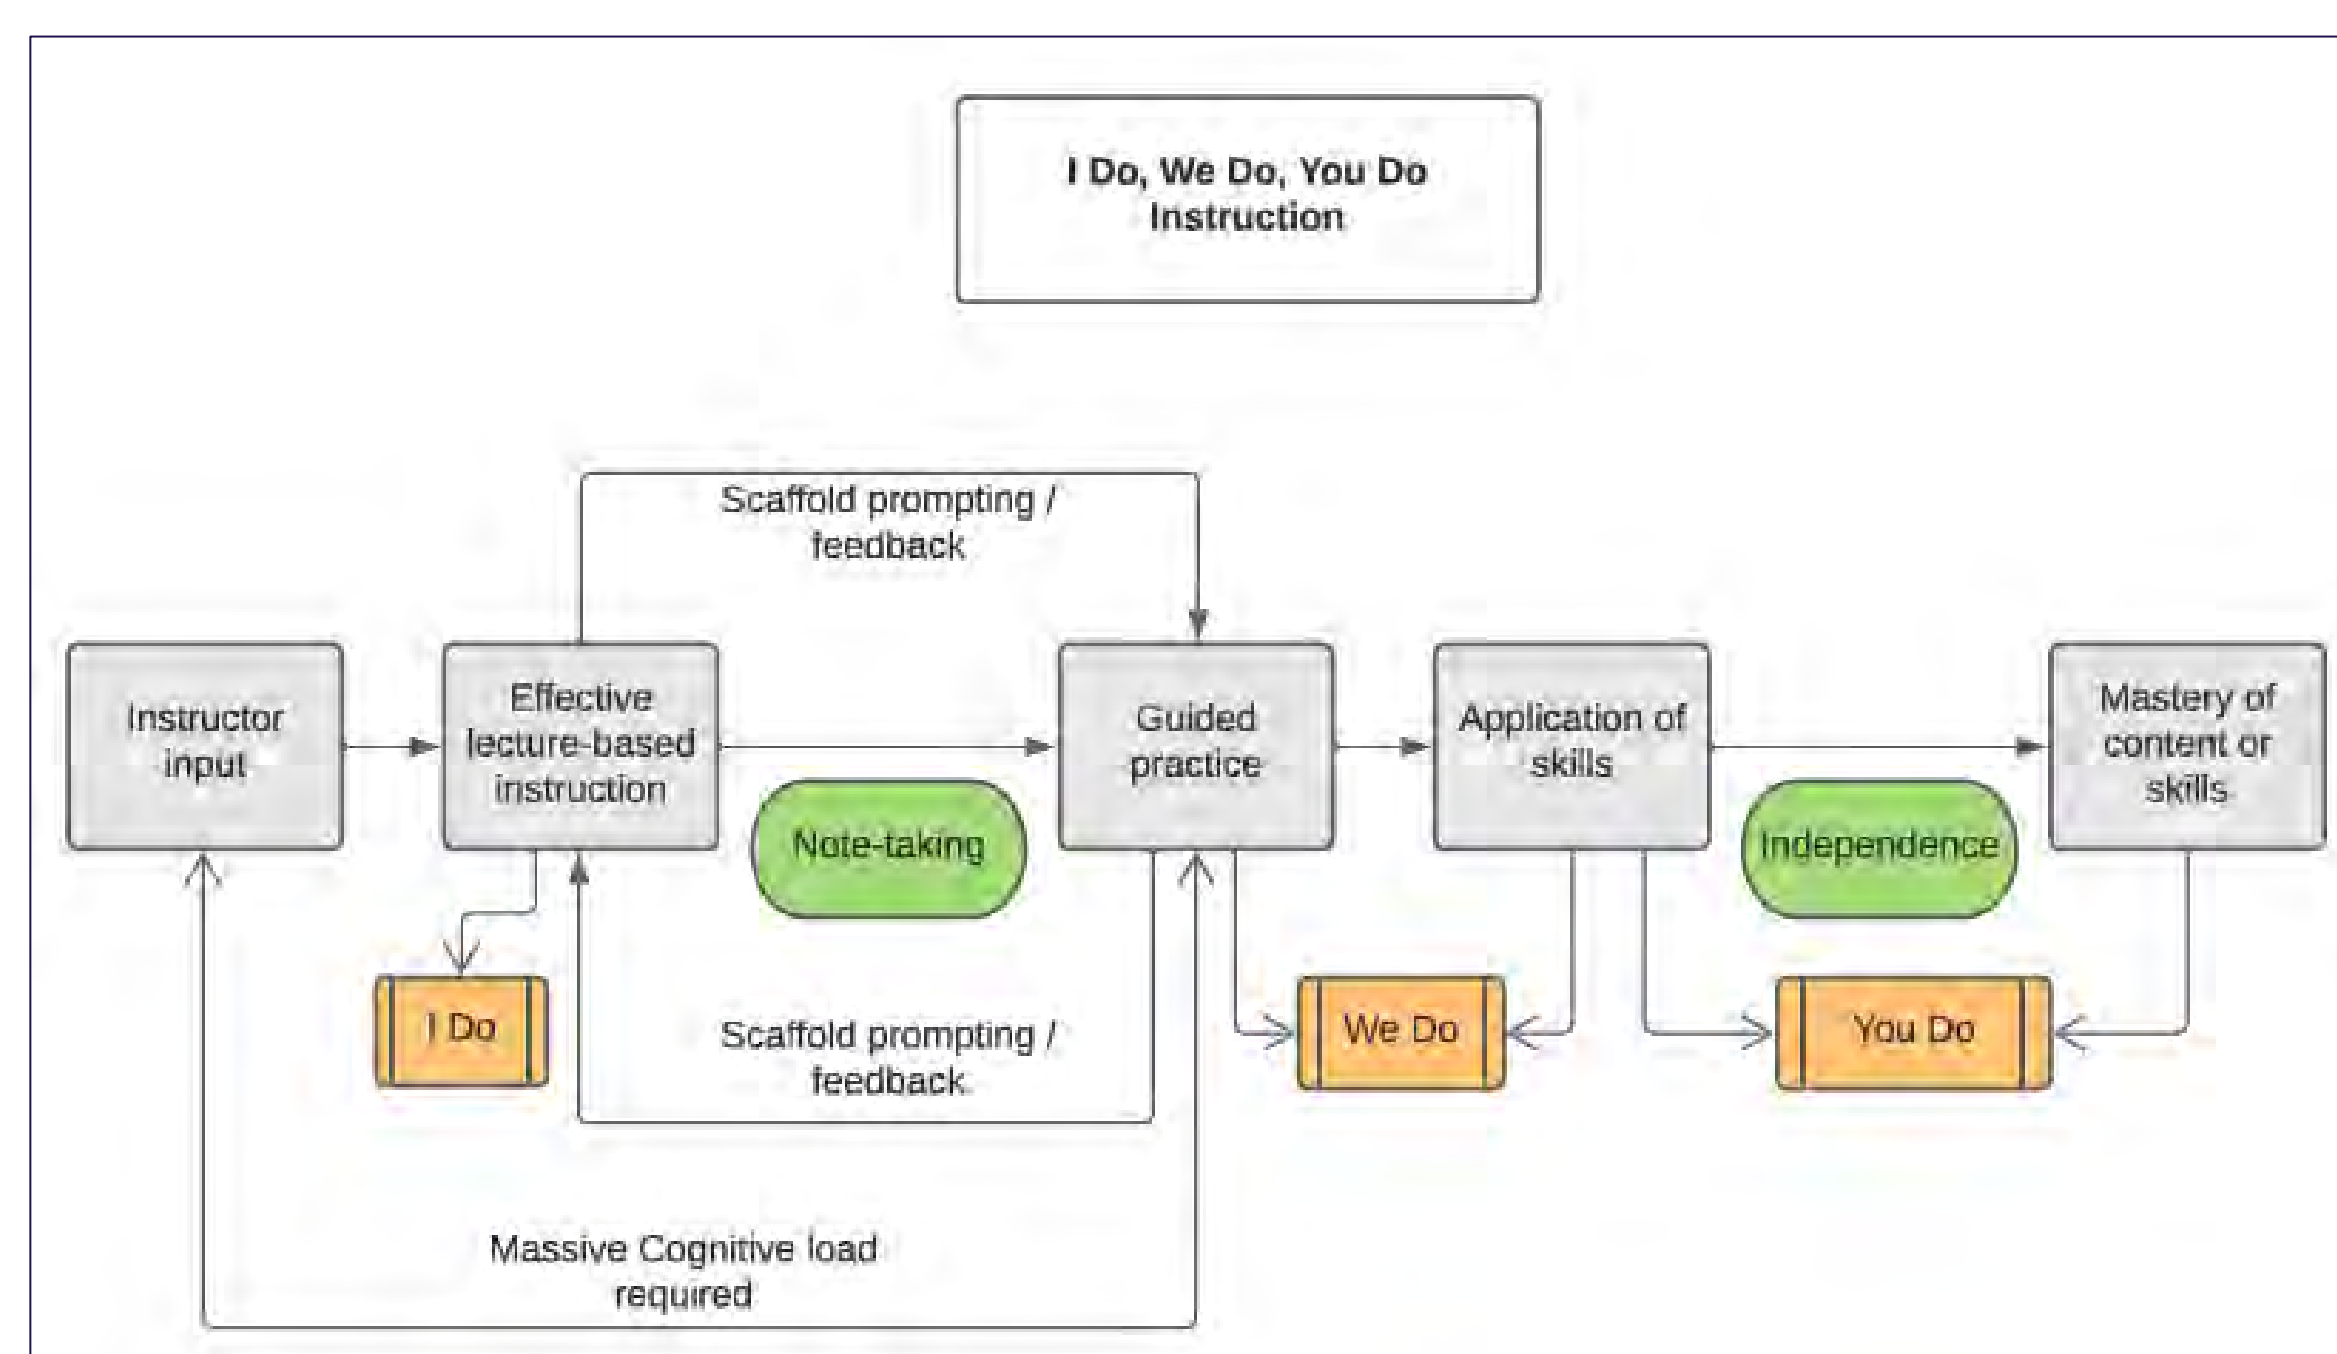 I Do, We Do, You Do
Instruction
Scaffold prompting /
feedback
Instructor
input
Effective
lecture-based
instruction
Guided
practice
Application of
skills
Mastery of
content or
skills
Note-taking
Independence
I Do
Scaffold prompting /
feedback
We Do
You Do
Massive Cognitive load
required